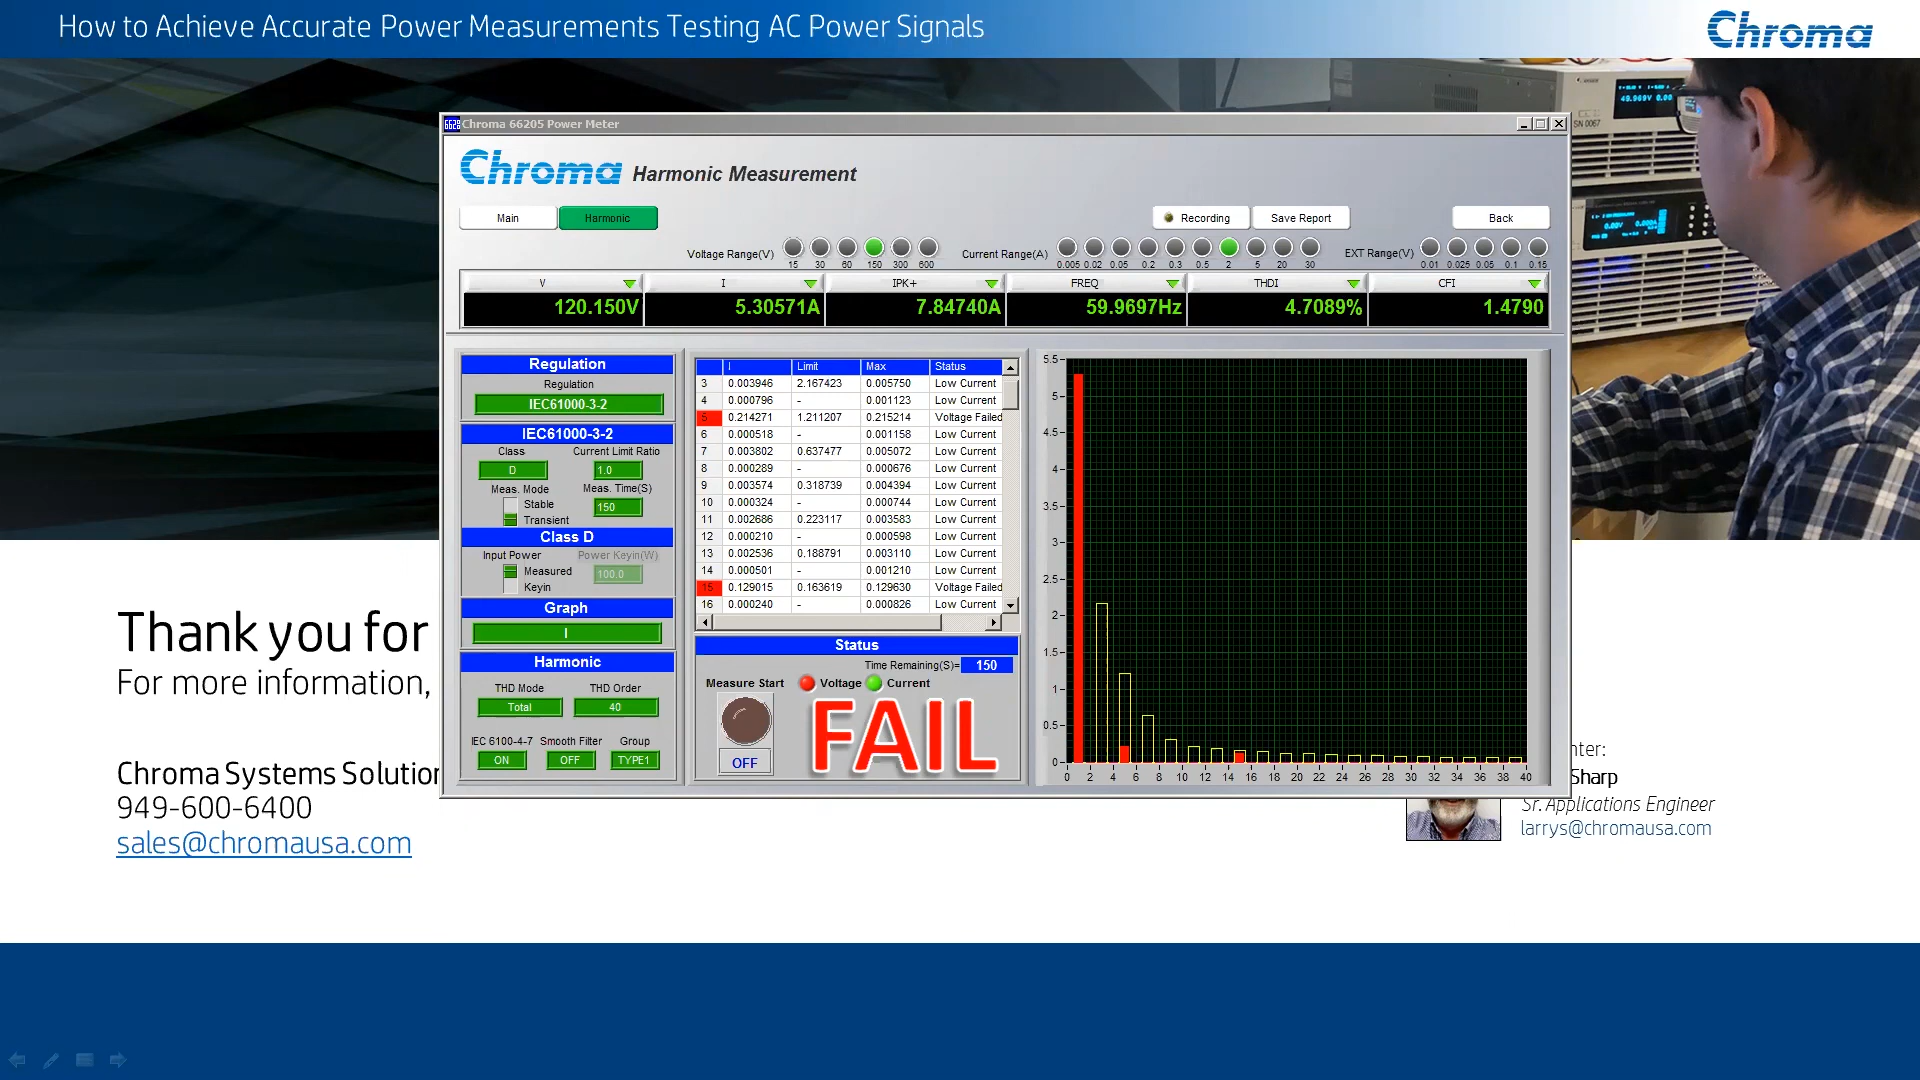 How to Achieve Accurate Power Measurements Testing AC Power Signals
Chroma
49.969V 0.00
SN 0067
Chroma 66205 Power Meter
Chroma Harmonic Measurement
Main Harmonic Recording Save Report Back
Voltage Range(V) 15 30 60 150 300 600
Current Range(A) 0.005 0.02 0.05 0.2 0.3 0.5 2 5 20 30
EXT Range(V) 0.01 0.025 0.05 0.1 0.15
V I IPK+ FREQ THDI CFI
120.150V 5.30571A 7.84740A 59.9697Hz 4.7089% 1.4790
Regulation
Regulation
IEC61000-3-2
IEC61000-3-2
Class Current Limit Ratio
D 1.0
Meas. Mode Meas. Time(S)
Stable 150
Transient
Class D
Input Power Power Keyin(W)
Measured 100.0
Keyin
Graph
I
Harmonic
THD Mode THD Order
Total 40
IEC 6100-4-7 Smooth Filter Group
ON OFF TYPE1
I Limit Max Status
3 0.003946 2.167423 0.005750 Low Current
4 0.000796 - 0.001123 Low Current
5 0.214271 1.211207 0.215214 Voltage Failed
6 0.000518 - 0.001158 Low Current
7 0.003802 0.637477 0.005072 Low Current
8 0.000289 - 0.000676 Low Current
9 0.003574 0.318739 0.004394 Low Current
10 0.000324 - 0.000744 Low Current
11 0.002686 0.223117 0.003583 Low Current
12 0.000210 - 0.000598 Low Current
13 0.002536 0.188791 0.003110 Low Current
14 0.000501 - 0.001210 Low Current
15 0.129015 0.163619 0.129630 Voltage Failed
16 0.000240 - 0.000826 Low Current
Status
Time Remaining(S)= 150
Measure Start Voltage Current
FAIL
OFF
5.5
5
4.5
4
3.5
3
2.5
2
1.5
1
0.5
0
0 2 4 6 8 10 12 14 16 18 20 22 24 26 28 30 32 34 36 38 40
Thank you for
For more information,
Chroma Systems Solution
949-600-6400
sales@chromausa.com
nter:
Sharp
Sr. Applications Engineer
larrys@chromausa.com